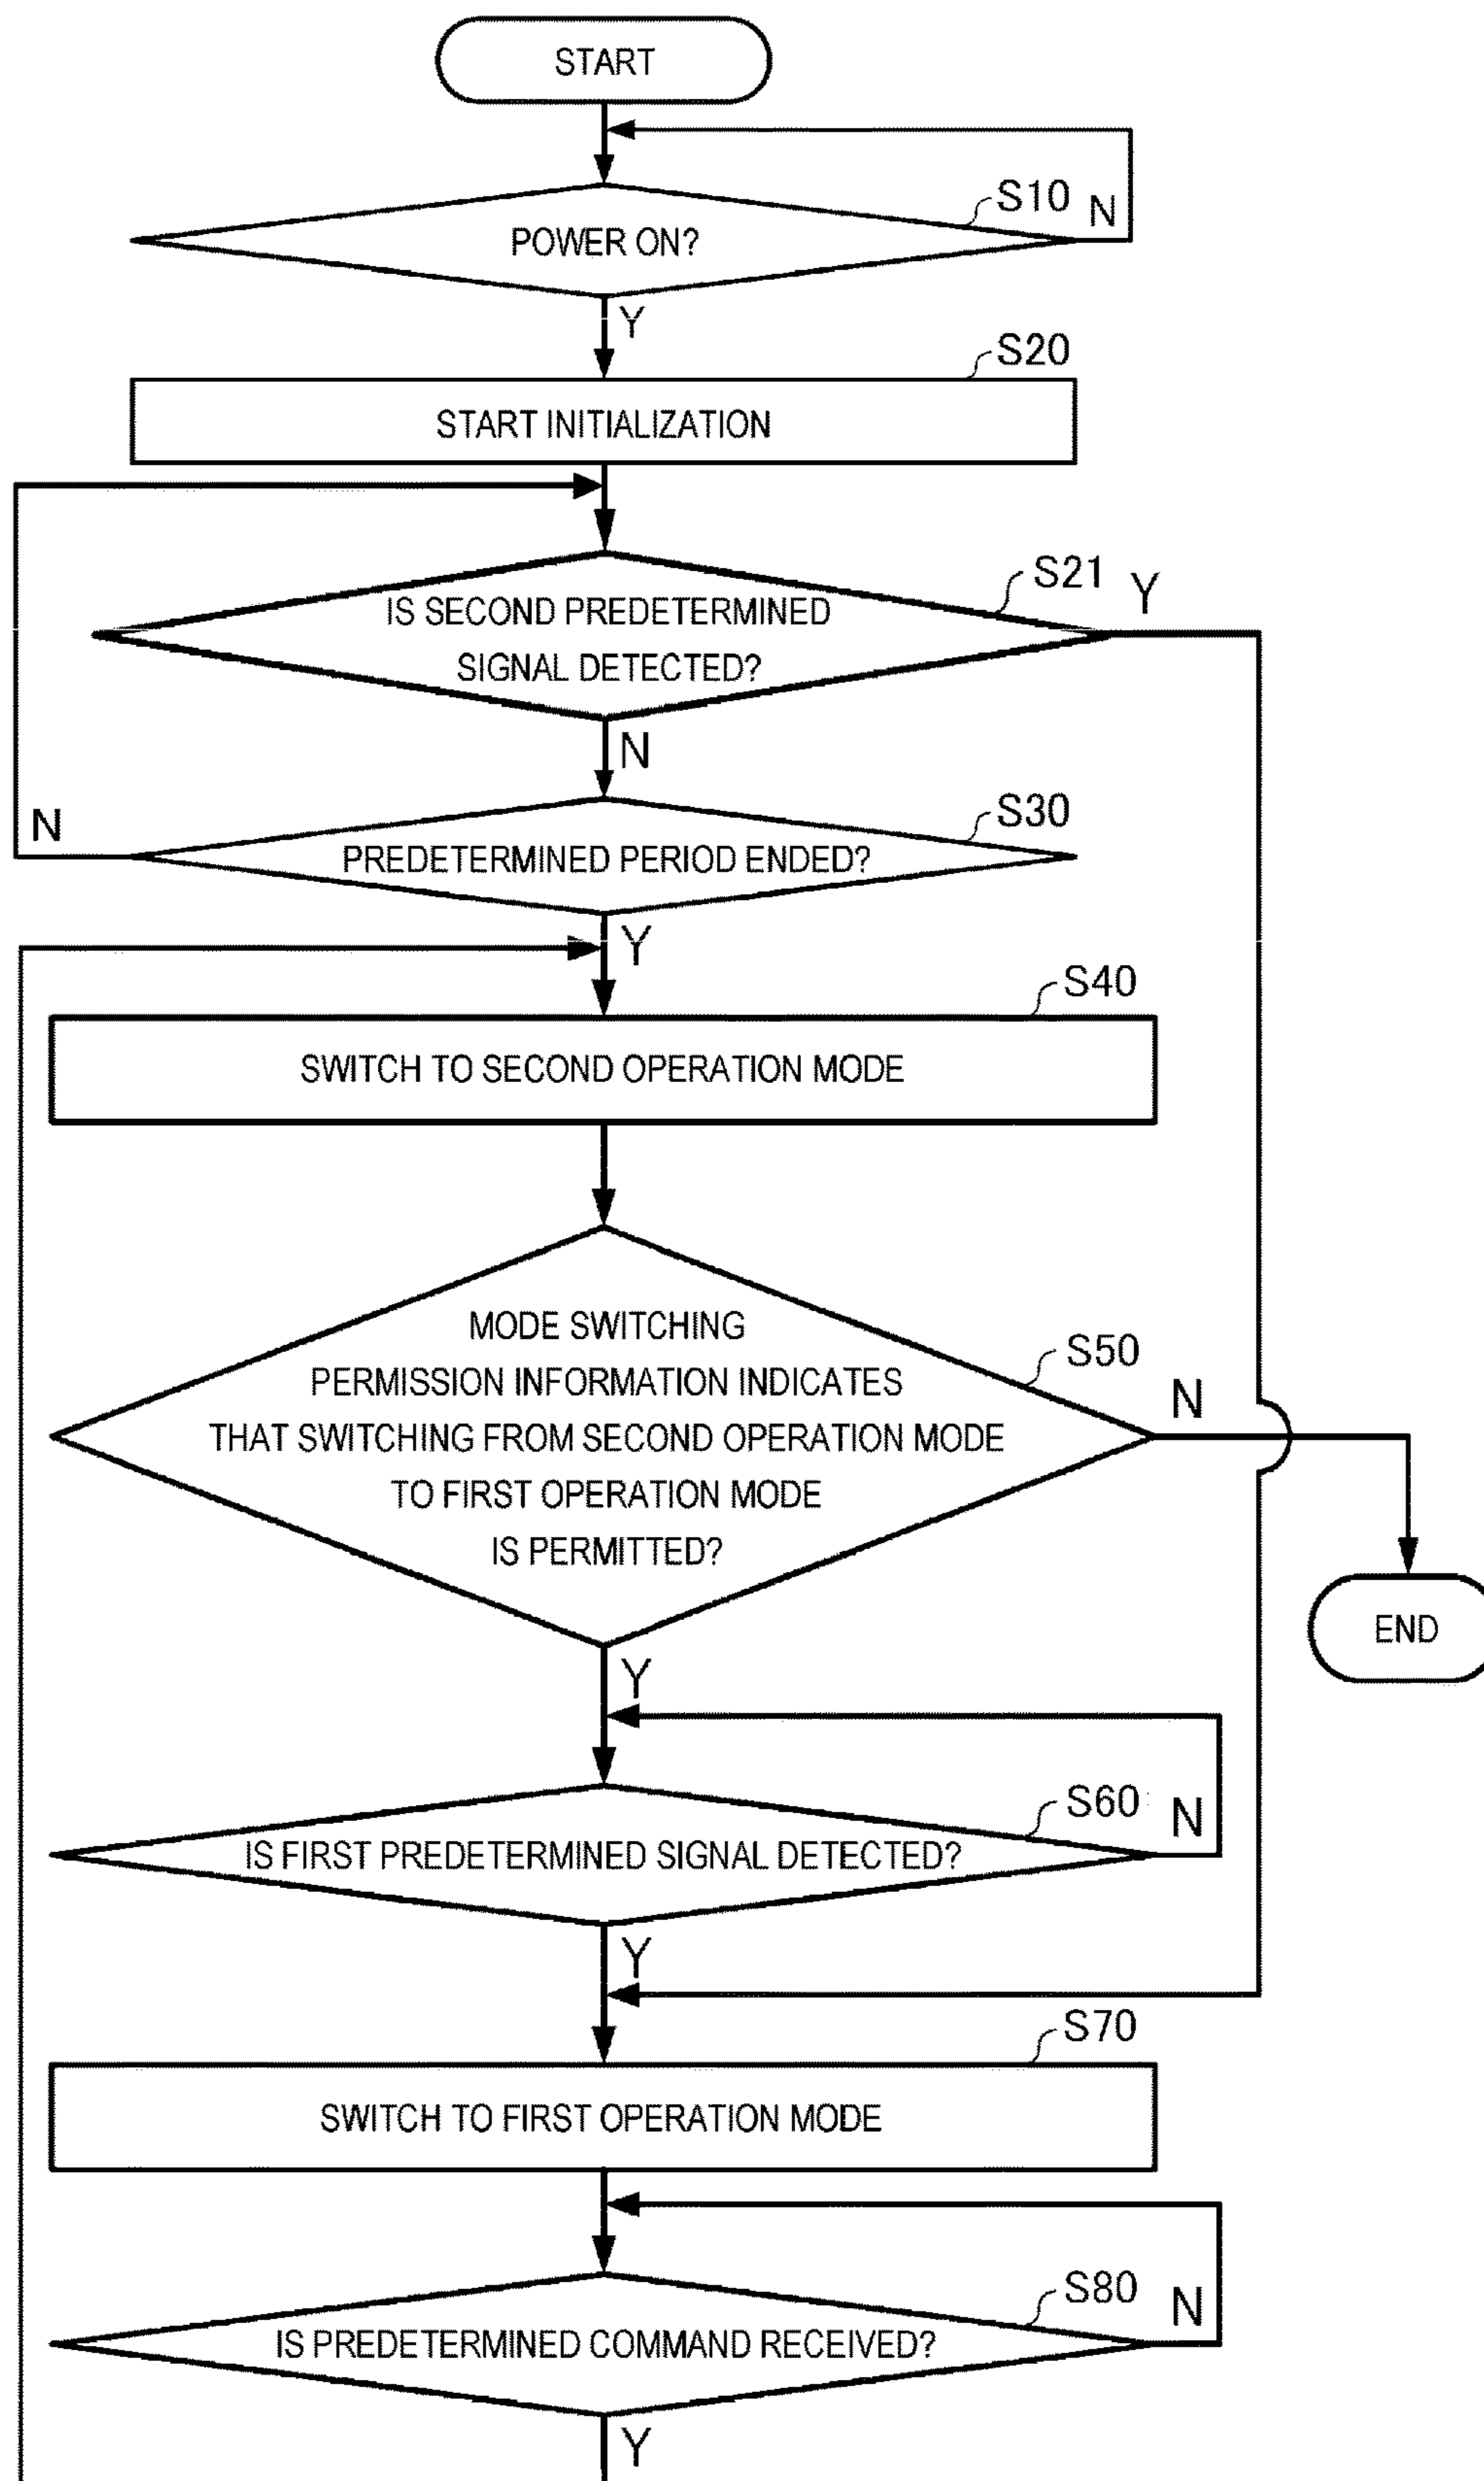 START
S10
N
POWER ON?
Y
S20
START INITIALIZATION
S21
Y
IS SECOND PREDETERMINED
SIGNAL DETECTED?
N
S30
N
PREDETERMINED PERIOD ENDED?
Y
S40
SWITCH TO SECOND OPERATION MODE
MODE SWITCHING
PERMISSION INFORMATION INDICATES
THAT SWITCHING FROM SECOND OPERATION MODE
TO FIRST OPERATION MODE
IS PERMITTED?
S50
N
END
Y
S60
N
IS FIRST PREDETERMINED SIGNAL DETECTED?
Y
S70
SWITCH TO FIRST OPERATION MODE
S80
N
IS PREDETERMINED COMMAND RECEIVED?
Y